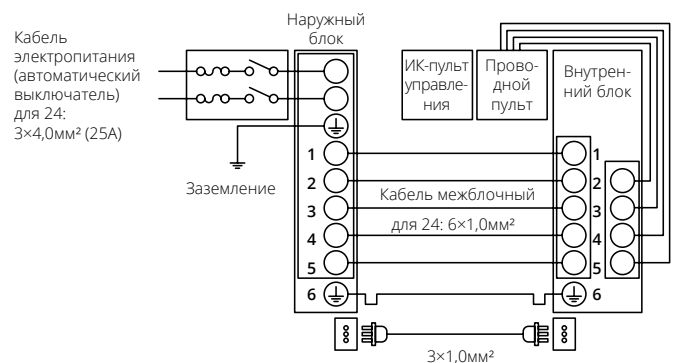 Кабель
электропитания
(автоматический
выключатель)
для 24:
3×4,0мм² (25А)
Наружный
блок
ИК-пульт
управле-
ния
Прово-
дной
пульт
Внутрен-
ний блок
Заземление
1
2
3
4
5
6
Кабель межблочный
для 24: 6×1,0мм²
1
2
3
4
5
6
3×1,0мм²